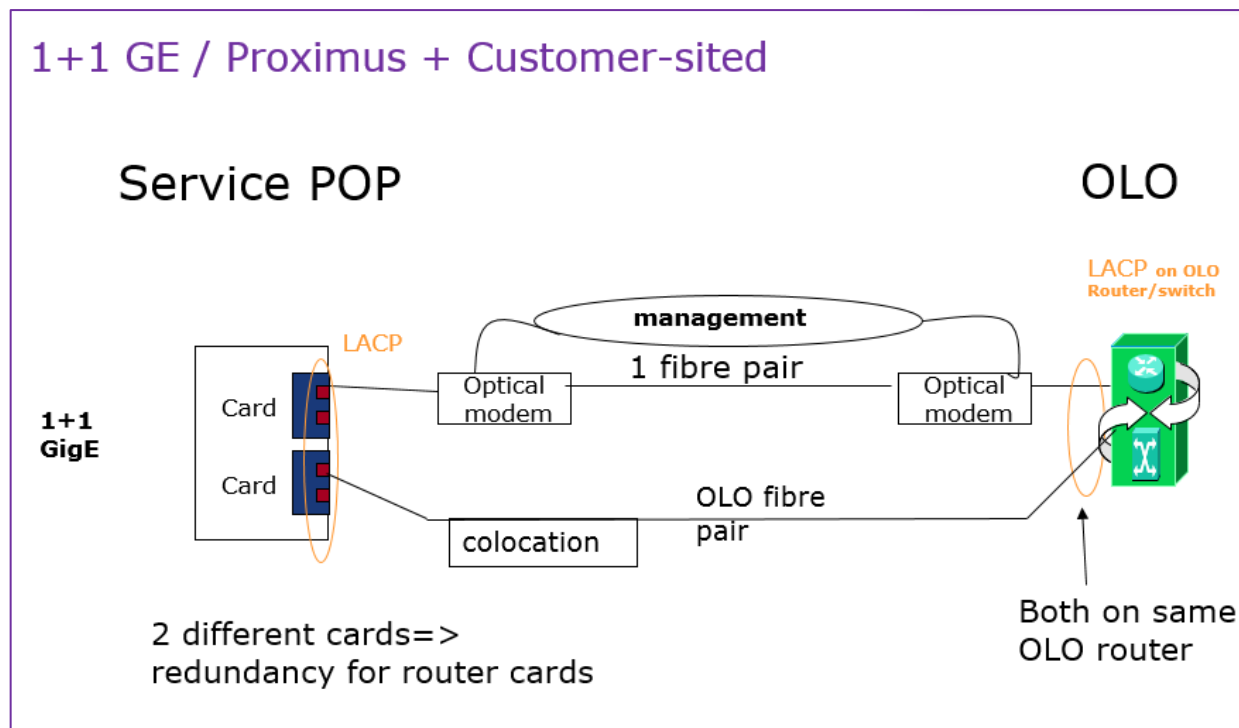 1+1 GE / Proximus + Customer-sited
Service POP
OLO
LACP on OLO
Router/switch
management
LACP
1 fibre pair
Optical
modem
Optical
modem
Card
1+1
GigE
Card
OLO fibre
pair
colocation
Both on same
OLO router
2 different cards=>
redundancy for router cards